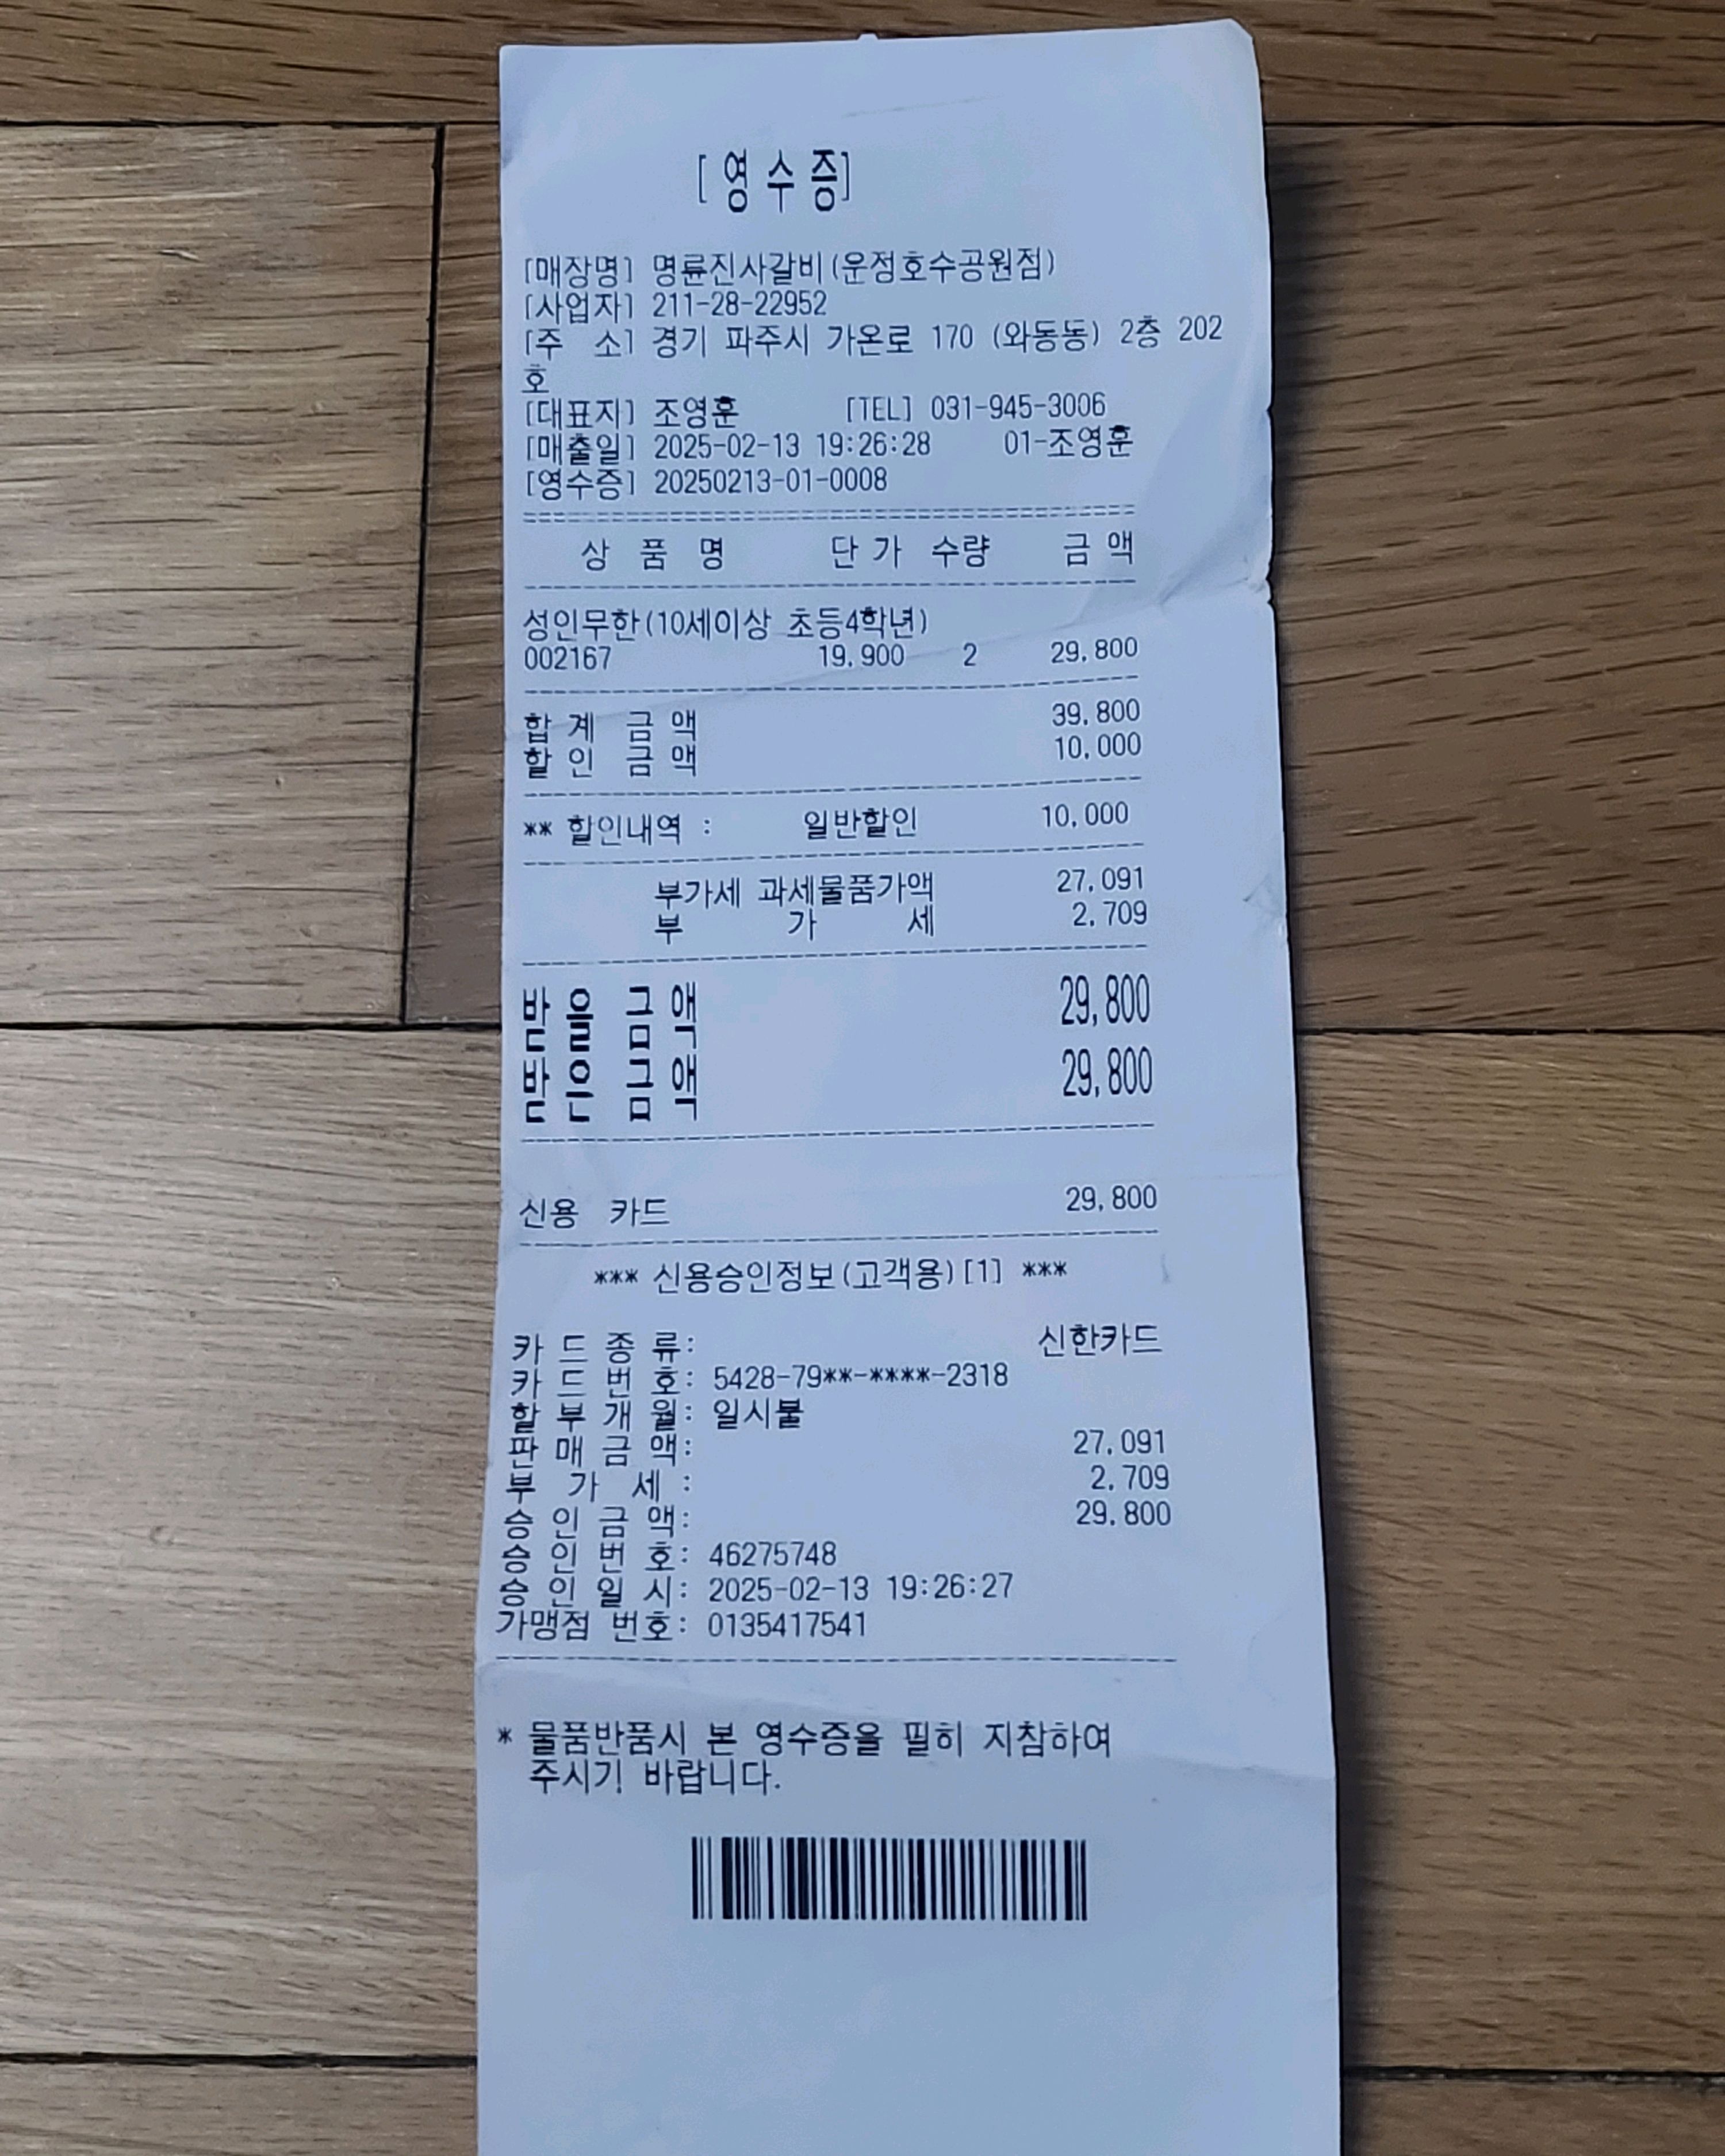 [ 영 수 증]
[매장명] 명륜진사갈비(운정호수공원점)
[사업자] 211-28-22952
[주 소] 경기 파주시 가온로 170 (와동동) 2층 202
호
[대표자] 조영훈 [TEL] 031-945-3006
[매출일] 2025-02-13 19:26:28 01-조영훈
[영수증] 20250213-01-0008
상 품 명 단 가 수량 금 액
성인무한(10세이상 초등4학년)
002167 19,900 2 29,800
합 계 금 액 39,800
할 인 금 액 10,000
** 할인내역 : 일반할인 10,000
부가세 과세물품가액 27,091
부 가 세 2,709
받 을 금 액 29,800
받 은 금 액 29,800
신용 카드 29,800
*** 신용승인정보(고객용)[1] ***
카 드 종 류: 신한카드
카 드 번 호: 5428-79**-****-2318
할 부 개 월: 일시불
판 매 금 액: 27,091
부 가 세 : 2,709
승 인 금 액: 29,800
승 인 번 호: 46275748
승 인 일 시: 2025-02-13 19:26:27
가맹점 번호: 0135417541
* 물품반품시 본 영수증을 필히 지참하여
주시기 바랍니다.